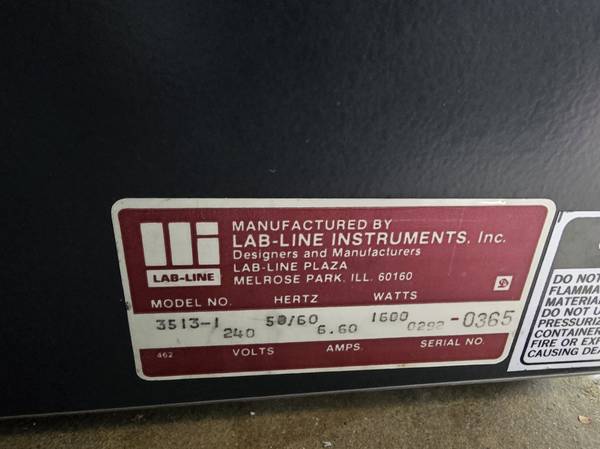 MANUFACTURED BY
LAB-LINE INSTRUMENTS, Inc.
Designers and Manufacturers
LAB-LINE PLAZA
MELROSE PARK, ILL. 60160
LAB-LINE
MODEL NO. HERTZ WATTS
3513-1 50/60 1600
240 6.60 0292 -0365
462 VOLTS AMPS. SERIAL NO.
DO NOT
DO NOT
PRESSURIZ
CONTAINER
FIRE OR EXP
CAUSING DEA